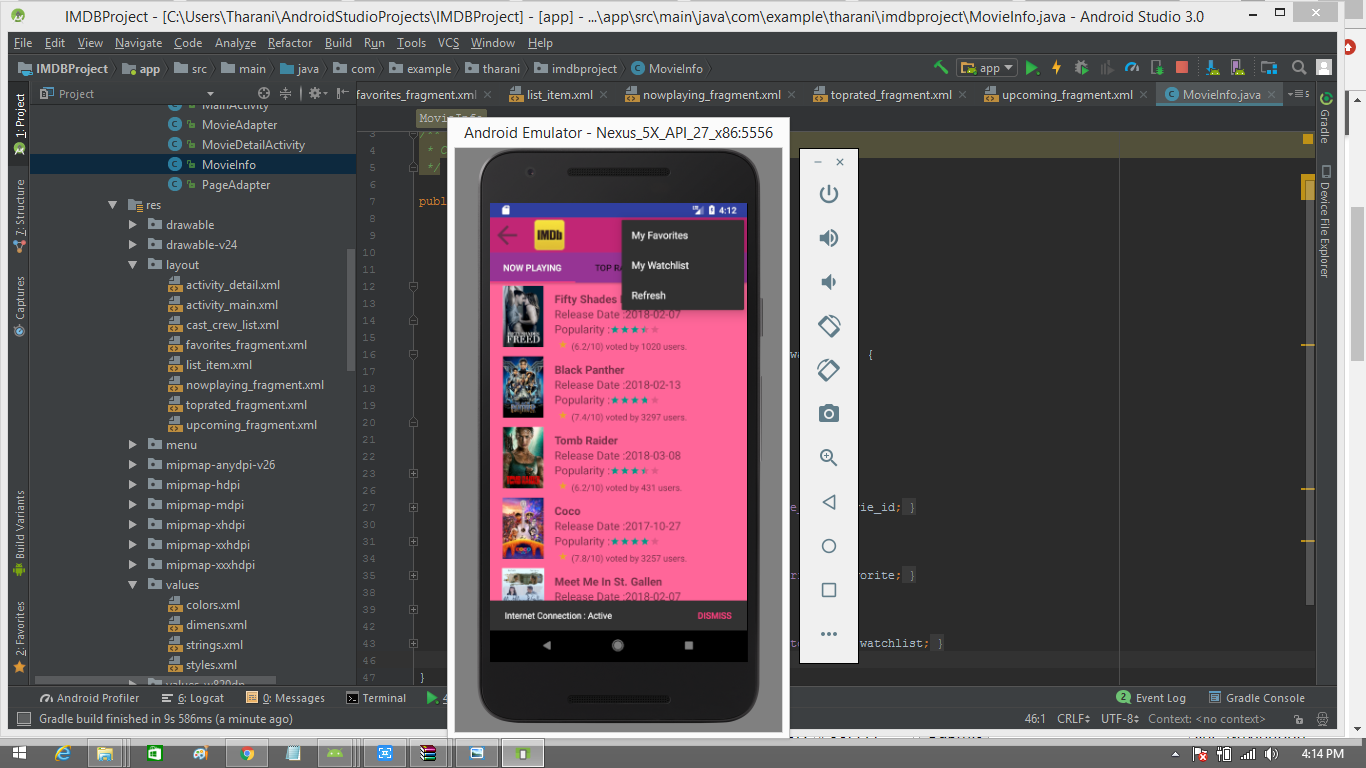 IMDBProject - [C:\Users\Tharani\AndroidStudioProjects\IMDBProject] - [app] - ...\app\src\main\java\com\example\tharani\imdbproject\MovieInfo.java - Android Studio 3.0
File Edit View Navigate Code Analyze Refactor Build Run Tools VCS Window Help
IMDBProject app src main java com example tharani imdbproject MovieInfo app
Project
favorites_fragment.xml list_item.xml nowplaying_fragment.xml toprated_fragment.xml upcoming_fragment.xml MovieInfo.java
1: Project
7: Structure
Captures
Build Variants
2: Favorites
Gradle
Device File Explorer
MainActivity
MovieAdapter
MovieDetailActivity
MovieInfo
PageAdapter
res
drawable
drawable-v24
layout
activity_detail.xml
activity_main.xml
cast_crew_list.xml
favorites_fragment.xml
list_item.xml
nowplaying_fragment.xml
toprated_fragment.xml
upcoming_fragment.xml
menu
mipmap-anydpi-v26
mipmap-hdpi
mipmap-mdpi
mipmap-xhdpi
mipmap-xxhdpi
mipmap-xxxhdpi
values
colors.xml
dimens.xml
strings.xml
styles.xml
values-w820dp
MovieInfo
3 /**
4 * C
5 */
6
7 publ
8
9
10
11
12
13
14
15
16 wa {
17
18
19
20
21
22
23
26
27 e_ vie_id; }
30
31
34
35 r vorite; }
38
39
42
43 t watchlist; }
46
47 }
Android Emulator - Nexus_5X_API_27_x86:5556
4:12
IMDb
My Favorites
My Watchlist
Refresh
NOW PLAYING TOP RA
Fifty Shades
Release Date :2018-02-07
Popularity :
(6.2/10) voted by 1020 users.
Black Panther
Release Date :2018-02-13
Popularity :
(7.4/10) voted by 3297 users.
Tomb Raider
Release Date :2018-03-08
Popularity :
(6.2/10) voted by 431 users.
Coco
Release Date :2017-10-27
Popularity :
(7.8/10) voted by 3257 users.
Meet Me In St. Gallen
Release Date :2018-02-07
Internet Connection : Active DISMISS
Android Profiler 6: Logcat 0: Messages Terminal 4 2 Event Log Gradle Console
Gradle build finished in 9s 586ms (a minute ago) 46:1 CRLF UTF-8 Context: <no context>
4:14 PM